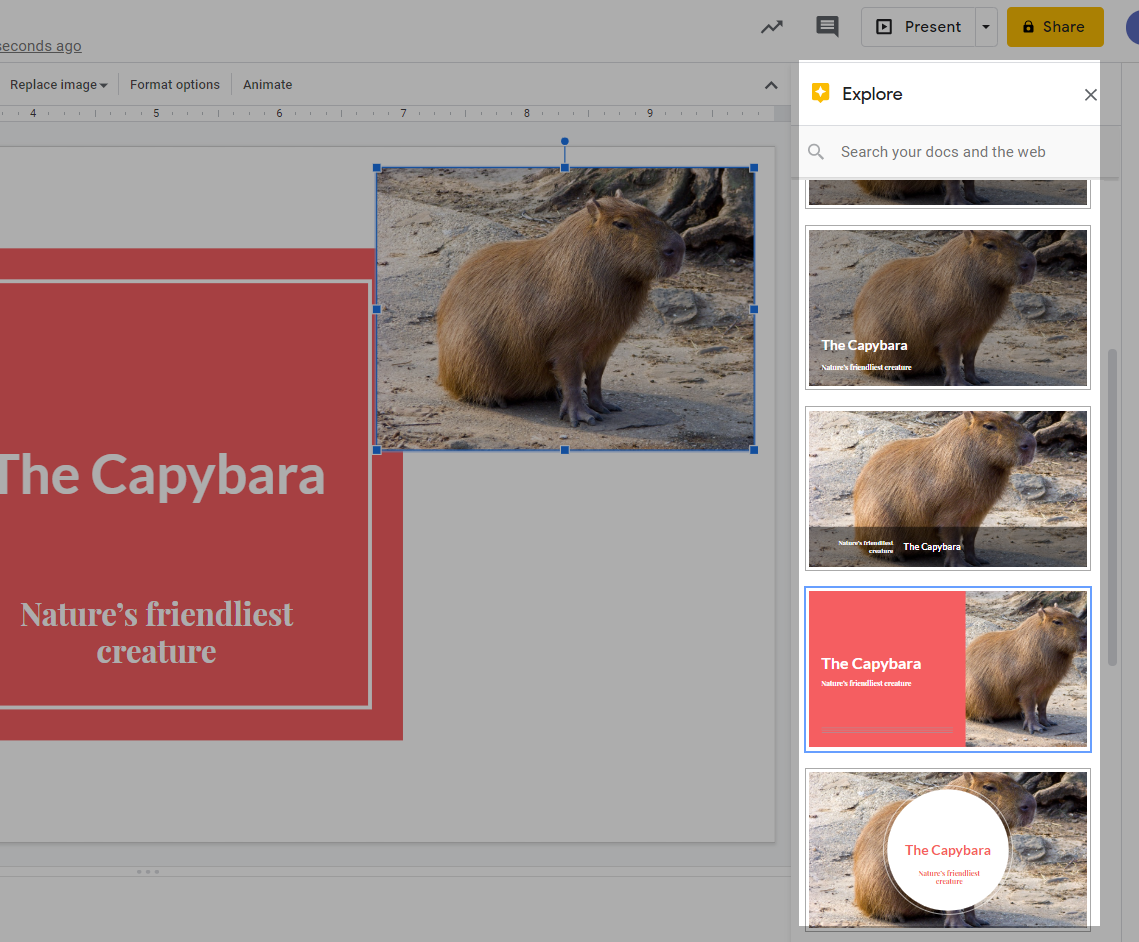 seconds ago
Present
Share
Replace image
Format options
Animate
4 5 6 7 8 9
The Capybara
Nature's friendliest
creature
Explore
Search your docs and the web
The Capybara
Nature's friendliest creature
Nature's friendliest
creature
The Capybara
The Capybara
Nature's friendliest creature
The Capybara
Nature's friendliest
creature